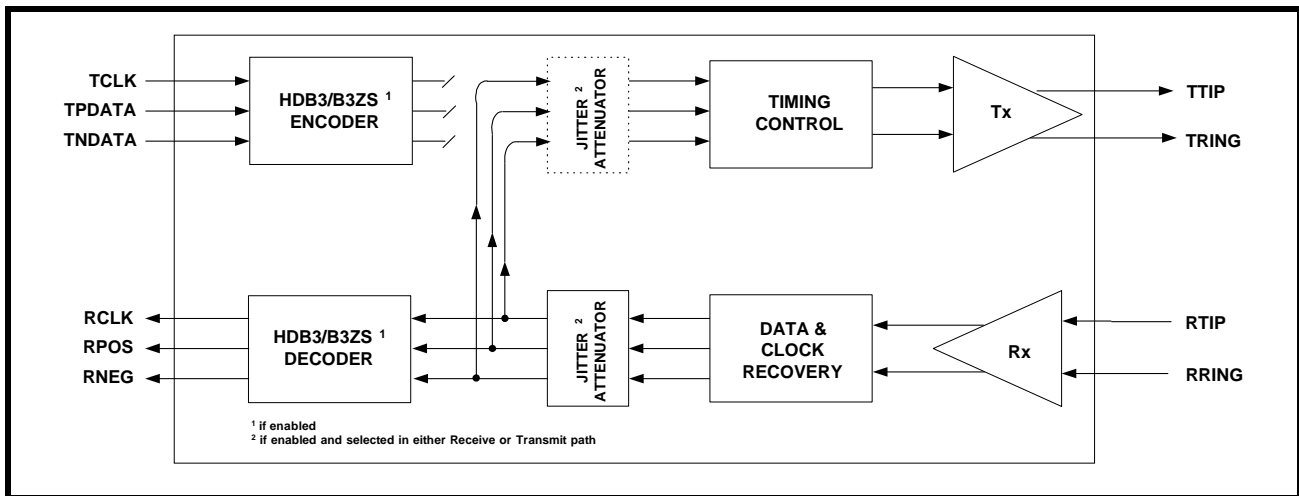 TCLK
TPDATA
TNDATA
HDB3/B3ZS 1
ENCODER
JITTER 2
ATTENUATOR
TIMING
CONTROL
Tx
TTIP
TRING
RCLK
RPOS
RNEG
HDB3/B3ZS 1
DECODER
JITTER 2
ATTENUATOR
DATA &
CLOCK
RECOVERY
Rx
RTIP
RRING
1 if enabled
2 if enabled and selected in either Receive or Transmit path